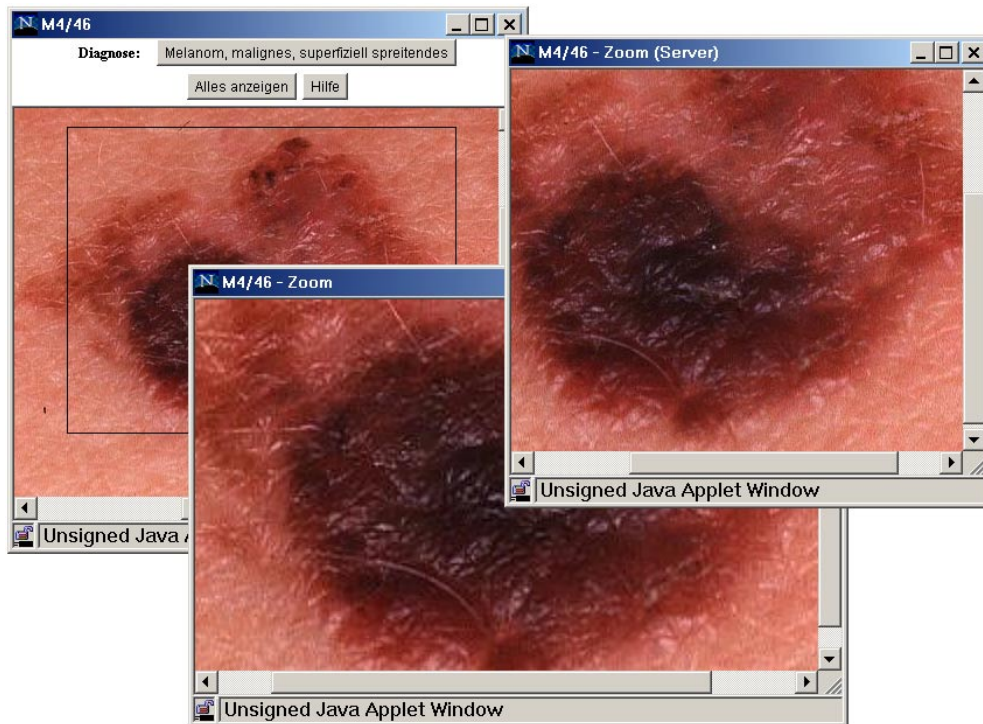 M4/46
Diagnose: Melanom, malignes, superfiziell spreitendes
Alles anzeigen Hilfe
Unsigned Java A
M4/46 - Zoom (Server)
Unsigned Java Applet Window
M4/46 - Zoom
Unsigned Java Applet Window